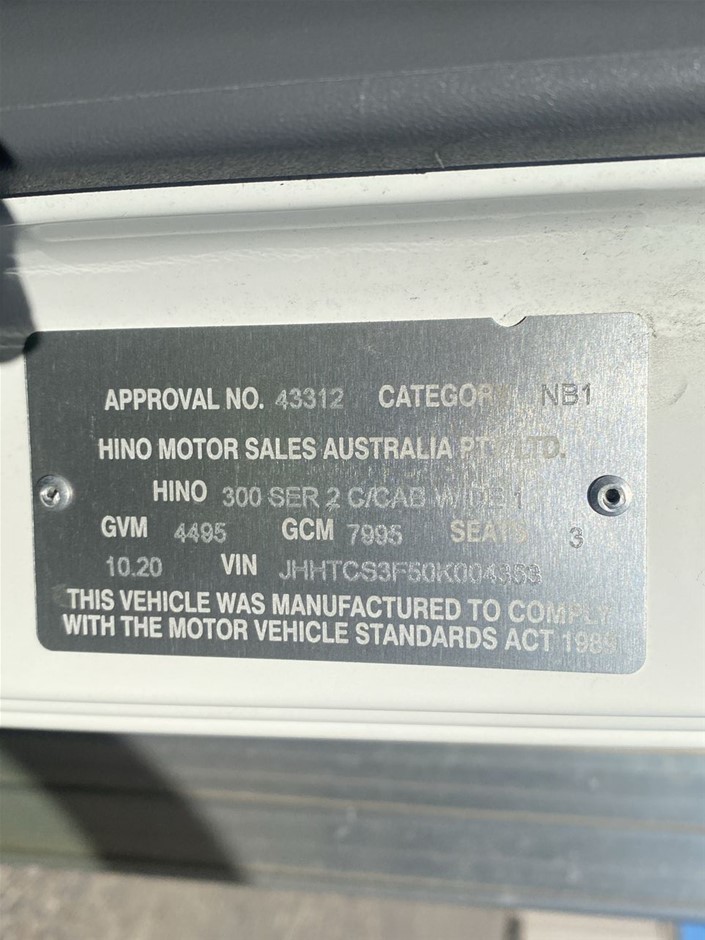 APPROVAL NO. 43312 CATEGORY NB1
HINO MOTOR SALES AUSTRALIA PTY LTD.
HINO 300 SER 2 C/CAB W/DB 1
GVM 4495 GCM 7995 SEATS 3
10.20 VIN
THIS VEHICLE WAS MANUFACTURED TO COMPLY
WITH THE MOTOR VEHICLE STANDARDS ACT 1989